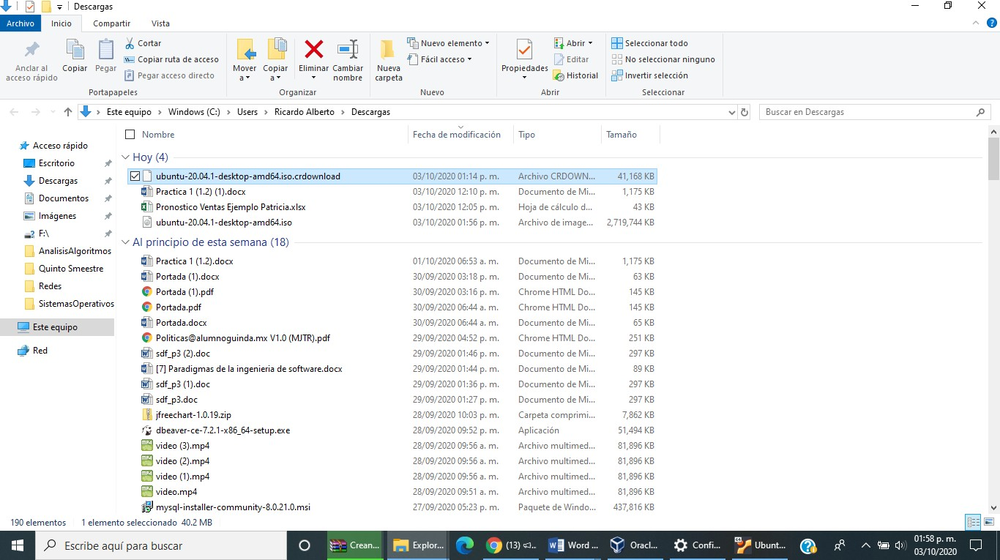 Descargas
Archivo Inicio Compartir Vista
Anclar al acceso rápido
Copiar
Pegar
Cortar
Copiar ruta de acceso
Pegar acceso directo
Portapapeles
Mover a
Copiar a
Eliminar
Cambiar nombre
Organizar
Nueva carpeta
Nuevo elemento
Fácil acceso
Nuevo
Propiedades
Abrir
Editar
Historial
Abrir
Seleccionar todo
No seleccionar ninguno
Invertir selección
Seleccionar
Este equipo > Windows (C:) > Users > Ricardo Alberto > Descargas
Buscar en Descargas
Acceso rápido
Escritorio
Descargas
Documentos
Imágenes
F:\
AnalisisAlgoritmos
Quinto Smeestre
Redes
SistemasOperativos
Este equipo
Red
Nombre Fecha de modificación Tipo Tamaño
Hoy (4)
ubuntu-20.04.1-desktop-amd64.iso.crdownload 03/10/2020 01:14 p. m. Archivo CRDOWN... 41,168 KB
Practica 1 (1.2) (1).docx 03/10/2020 12:10 p. m. Documento de Mi... 1,175 KB
Pronostico Ventas Ejemplo Patricia.xlsx 03/10/2020 12:05 p. m. Hoja de cálculo d... 43 KB
ubuntu-20.04.1-desktop-amd64.iso 03/10/2020 01:56 p. m. Archivo de image... 2,719,744 KB
Al principio de esta semana (18)
Practica 1 (1.2).docx 01/10/2020 06:53 a. m. Documento de Mi... 1,175 KB
Portada (1).docx 30/09/2020 03:18 p. m. Documento de Mi... 63 KB
Portada (1).pdf 30/09/2020 03:16 p. m. Chrome HTML Do... 145 KB
Portada.pdf 30/09/2020 06:44 a. m. Chrome HTML Do... 145 KB
Portada.docx 30/09/2020 06:44 a. m. Documento de Mi... 65 KB
Politicas@alumnoguinda.mx V1.0 (MJTR).pdf 29/09/2020 04:52 p. m. Chrome HTML Do... 251 KB
sdf_p3 (2).doc 29/09/2020 01:46 p. m. Documento de Mi... 297 KB
[7] Paradigmas de la ingenieria de software.docx 29/09/2020 01:44 p. m. Documento de Mi... 89 KB
sdf_p3 (1).doc 29/09/2020 01:36 p. m. Documento de Mi... 297 KB
sdf_p3.doc 29/09/2020 01:27 p. m. Documento de Mi... 297 KB
jfreechart-1.0.19.zip 28/09/2020 10:03 p. m. Carpeta comprimi... 7,862 KB
dbeaver-ce-7.2.1-x86_64-setup.exe 28/09/2020 09:52 p. m. Aplicación 51,494 KB
video (3).mp4 28/09/2020 09:56 a. m. Archivo multimed... 81,896 KB
video (2).mp4 28/09/2020 09:56 a. m. Archivo multimed... 81,896 KB
video (1).mp4 28/09/2020 09:56 a. m. Archivo multimed... 81,896 KB
video.mp4 28/09/2020 09:51 a. m. Archivo multimed... 81,896 KB
mysql-installer-community-8.0.21.0.msi 27/09/2020 05:23 p. m. Paquete de Windo... 437,816 KB
190 elementos 1 elemento seleccionado 40.2 MB
Escribe aquí para buscar
Crean... Explor... (13) Word ... Oracl... Confi... Ubunt...
01:58 p. m.
03/10/2020